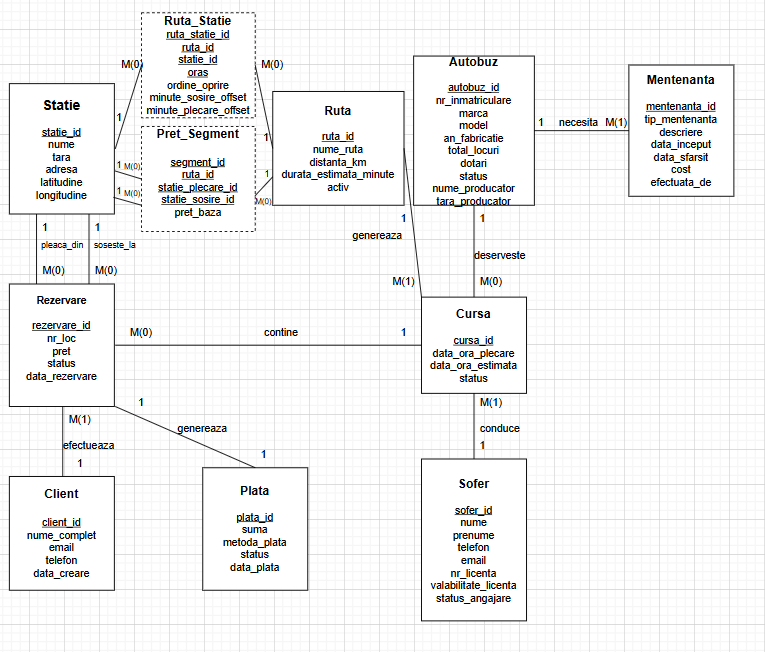 Ruta_Statie
ruta_statie_id
ruta_id
statie_id
oras
ordine_oprire
minute_sosire_offset
minute_plecare_offset
M(0)
M(0)
1
1
Statie
statie_id
nume
tara
adresa
latitudine
longitudine
Pret_Segment
segment_id
ruta_id
statie_plecare_id
statie_sosire_id
pret_baza
1
M(0)
1
M(0)
1
M(0)
Ruta
ruta_id
nume_ruta
distanta_km
durata_estimata_minute
activ
Autobuz
autobuz_id
nr_inmatriculare
marca
model
an_fabricatie
total_locuri
dotari
status
nume_producator
tara_producator
1
necesita
M(1)
Mentenanta
mentenanta_id
tip_mentenanta
descriere
data_inceput
data_sfarsit
cost
efectuata_de
1
1
pleaca_din
soseste_la
M(0)
M(0)
1
genereaza
M(1)
1
deserveste
M(0)
Rezervare
rezervare_id
nr_loc
pret
status
data_rezervare
M(0)
contine
1
Cursa
cursa_id
data_ora_plecare
data_ora_estimata
status
M(1)
efectueaza
1
1
genereaza
1
M(1)
conduce
1
Client
client_id
nume_complet
email
telefon
data_creare
Plata
plata_id
suma
metoda_plata
status
data_plata
Sofer
sofer_id
nume
prenume
telefon
email
nr_licenta
valabilitate_licenta
status_angajare